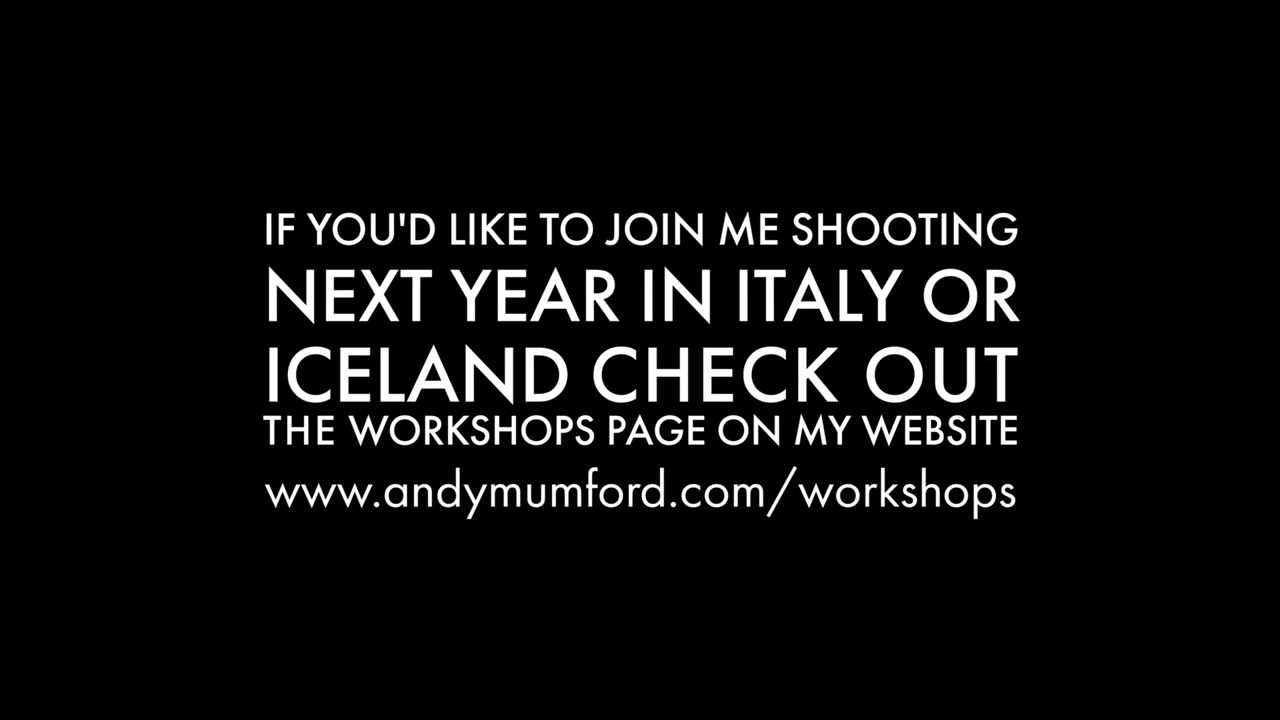 IF YOU'D LIKE TO JOIN ME SHOOTING
NEXT YEAR IN ITALY OR
ICELAND CHECK OUT
THE WORKSHOPS PAGE ON MY WEBSITE
www.andymumford.com/workshops